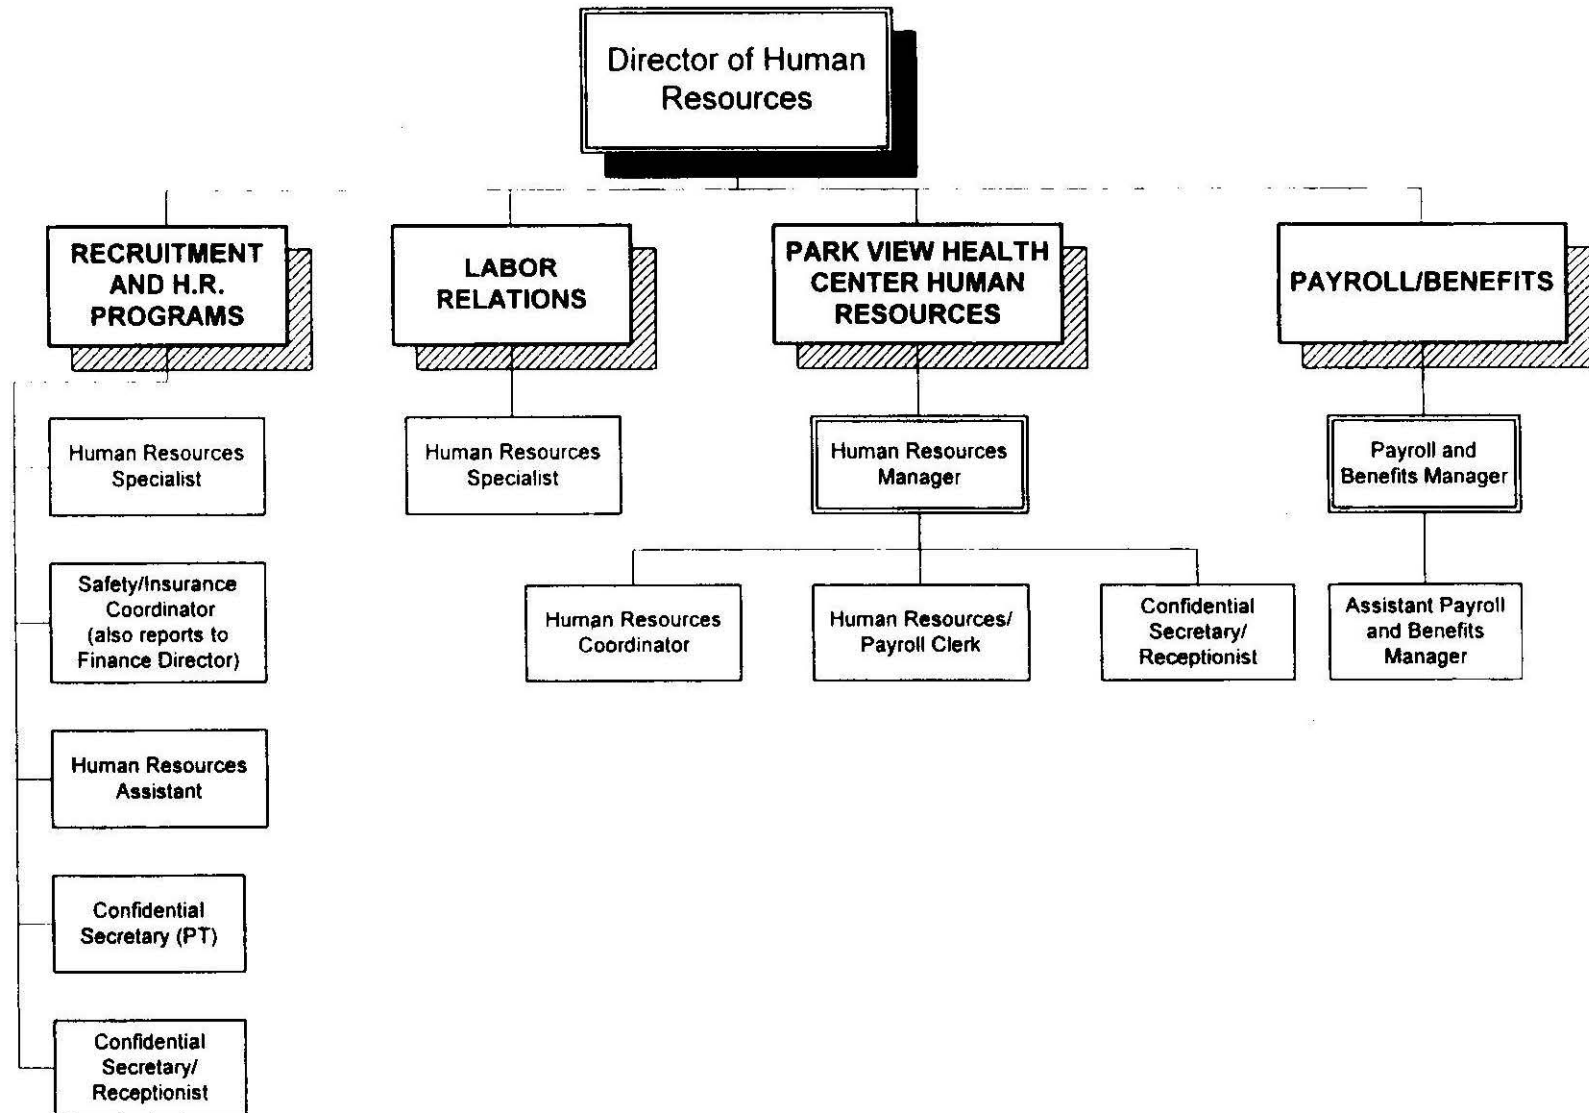 Director of Human
Resources
RECRUITMENT
AND H.R.
PROGRAMS
LABOR
RELATIONS
PARK VIEW HEALTH
CENTER HUMAN
RESOURCES
PAYROLL/BENEFITS
Human Resources
Specialist
Human Resources
Specialist
Human Resources
Manager
Payroll and
Benefits Manager
Safety/Insurance
Coordinator
(also reports to
Finance Director)
Human Resources
Coordinator
Human Resources/
Payroll Clerk
Confidential
Secretary/
Receptionist
Assistant Payroll
and Benefits
Manager
Human Resources
Assistant
Confidential
Secretary (PT)
Confidential
Secretary/
Receptionist